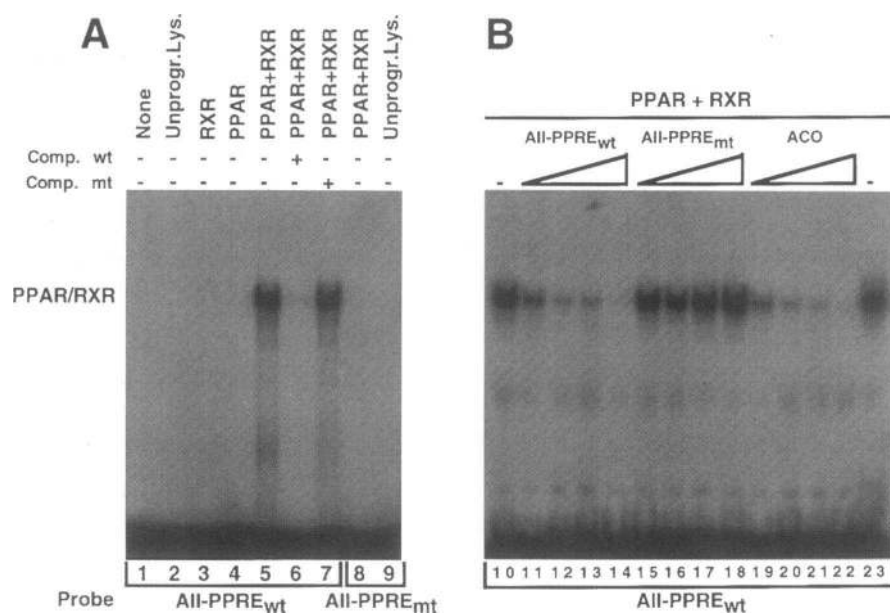 A
None
Unprogr.Lys.
RXR
PPAR
PPAR+RXR
PPAR+RXR
PPAR+RXR
PPAR+RXR
Unprogr.Lys.
Comp. wt - - - - - + - - -
Comp. mt - - - - - - + - -
PPAR/RXR
1 2 3 4 5 6 7 8 9
Probe AII-PPREwt AII-PPREmt
B
PPAR + RXR
AII-PPREwt AII-PPREmt ACO
- -
10 11 12 13 14 15 16 17 18 19 20 21 22 23
AII-PPREwt